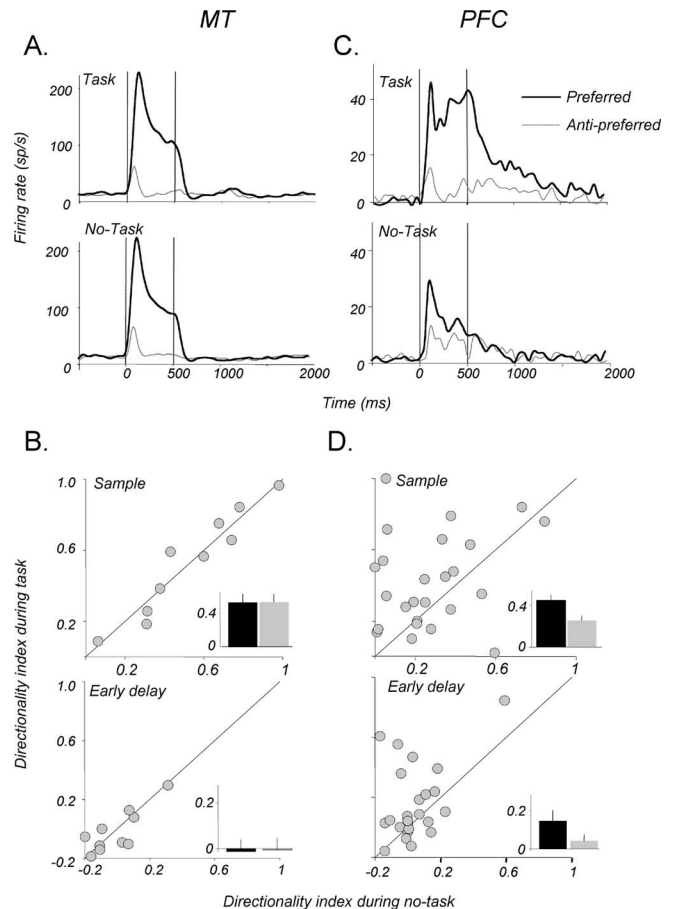 MT
PFC
A.
C.
Task
Task
200
100
0
40
20
0
Preferred
Anti-preferred
Firing rate (sp/s)
No-Task
No-Task
200
100
0
40
20
0
0 500 1000 2000
0 500 1000 2000
Time (ms)
B.
D.
1.0
Sample
Sample
0.6
0.2
0.4
0
0.4
0
0.2 0.6 1
0.2 0.6 1
Directionality index during task
1.0
Early delay
Early delay
1.0
0.6
0.2
-0.2
0.2
0
0.2
0
-0.2 0.2 0.6 1
-0.2 0.2 0.6 1
Directionality index during no-task